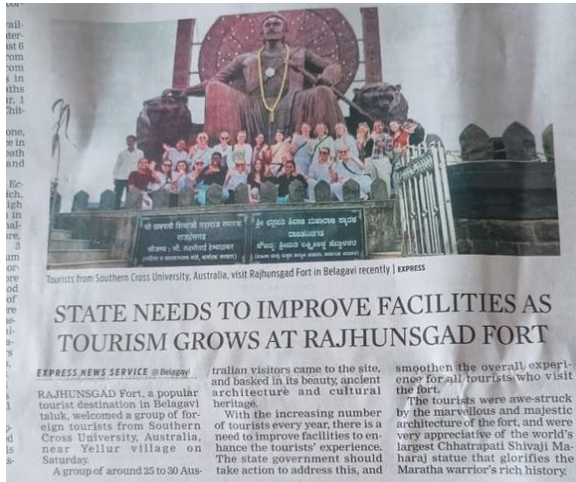 Tourists from Southern Cross University, Australia, visit Rajhunsgad Fort in Belagavi recently | EXPRESS
STATE NEEDS TO IMPROVE FACILITIES AS
TOURISM GROWS AT RAJHUNSGAD FORT
EXPRESS NEWS SERVICE @ Belagavi
RAJHUNSGAD Fort, a popular
tourist destination in Belagavi
taluk, welcomed a group of for-
eign tourists from Southern
Cross University, Australia,
near Yellur village on
Saturday.
A group of around 25 to 30 Aus-
tralian visitors came to the site,
and basked in its beauty, ancient
architecture and cultural
heritage.
With the increasing number
of tourists every year, there is a
need to improve facilities to en-
hance the tourists' experience.
The state government should
take action to address this, and
smoothen the overall experi-
ence for all tourists who visit
the fort.
The tourists were awe-struck
by the marvellous and majestic
architecture of the fort, and were
very appreciative of the world's
largest Chhatrapati Shivaji Ma-
haraj statue that glorifies the
Maratha warrior's rich history.